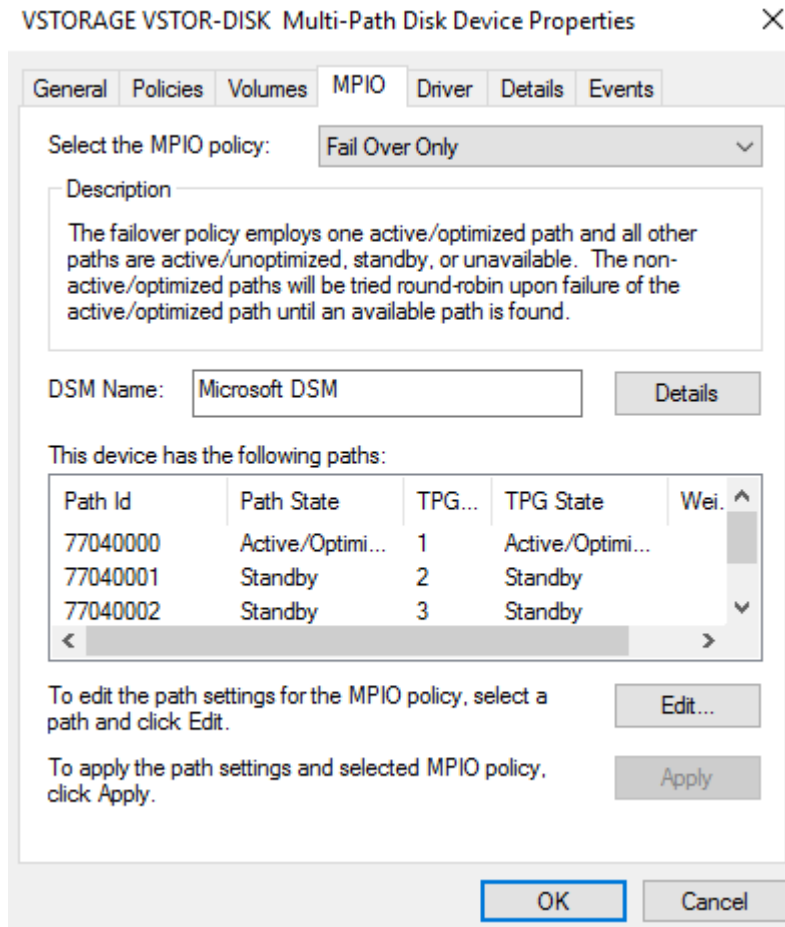 VSTORAGE VSTOR-DISK Multi-Path Disk Device Properties
General Policies Volumes MPIO Driver Details Events
Select the MPIO policy: Fail Over Only
Description
The failover policy employs one active/optimized path and all other
paths are active/unoptimized, standby, or unavailable. The non-
active/optimized paths will be tried round-robin upon failure of the
active/optimized path until an available path is found.
DSM Name: Microsoft DSM Details
This device has the following paths:
Path Id Path State TPG... TPG State Wei.
77040000 Active/Optimi... 1 Active/Optimi...
77040001 Standby 2 Standby
77040002 Standby 3 Standby
To edit the path settings for the MPIO policy, select a
path and click Edit.
Edit...
To apply the path settings and selected MPIO policy,
click Apply.
Apply
OK Cancel